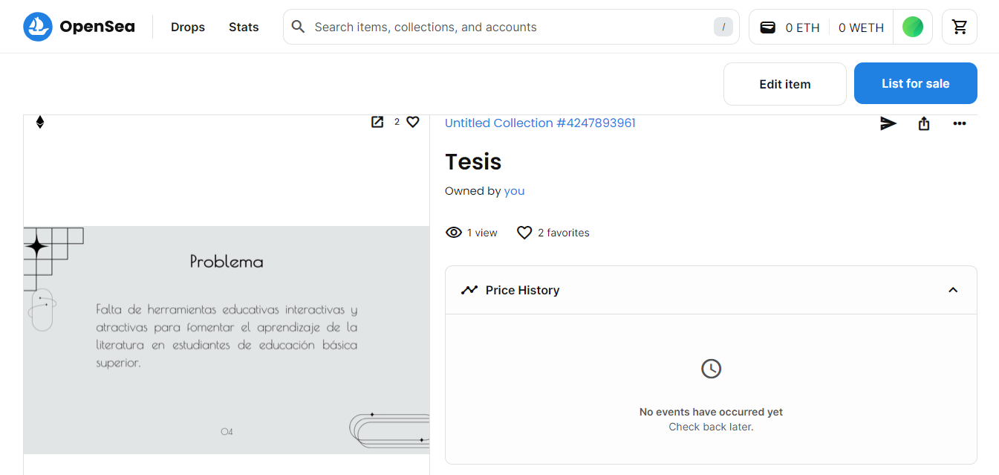 OpenSea
Drops
Stats
Search items, collections, and accounts
/
0 ETH
0 WETH
Edit item
List for sale
2
Untitled Collection #4247893961
Tesis
Owned by you
1 view
2 favorites
Problema
Falta de herramientas educativas interactivas y
atractivas para fomentar el aprendizaje de la
literatura en estudiantes de educación básica
superior.
04
Price History
No events have occurred yet
Check back later.